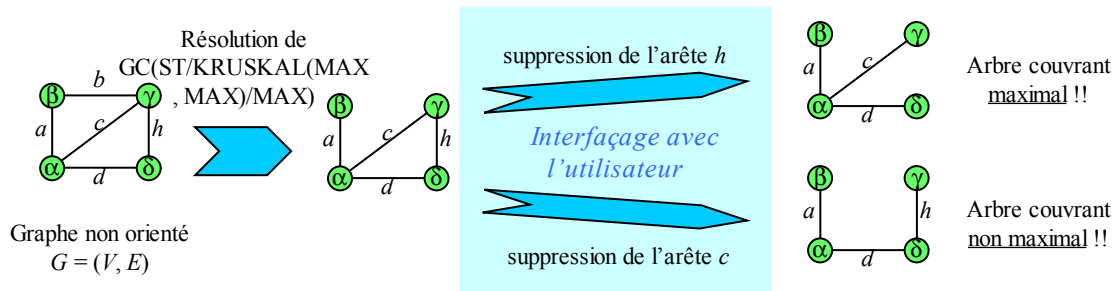 Résolution de
GC(ST/KRUSKAL(MAX
, MAX)/MAX)
β b γ
a c h
α d δ
Graphe non orienté
G = (V, E)
β γ
a c h
α d δ
suppression de l’arête h
Interfaçage avec
l’utilisateur
suppression de l’arête c
β γ
a c
α d δ
Arbre couvrant
maximal !!
β γ
a h
α d δ
Arbre couvrant
non maximal !!